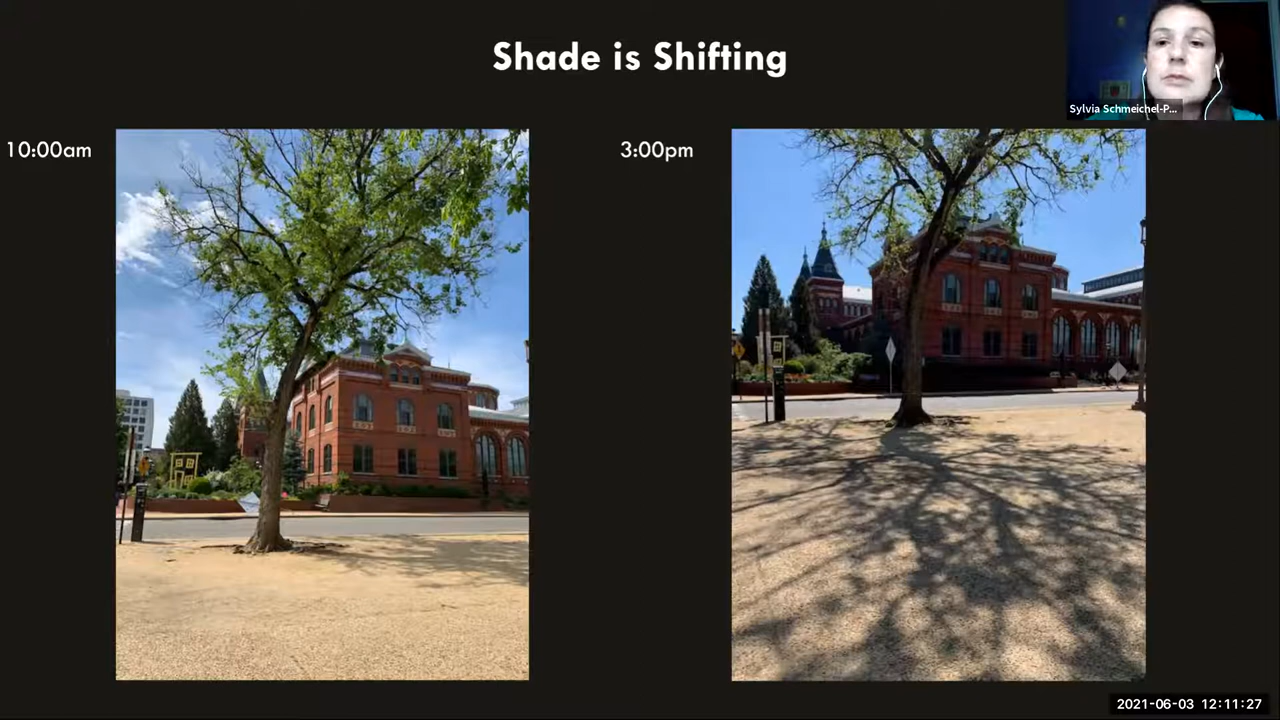 Shade is Shifting
Sylvia Schmeichel-P...
10:00am
3:00pm
2021-06-03 12:11:27